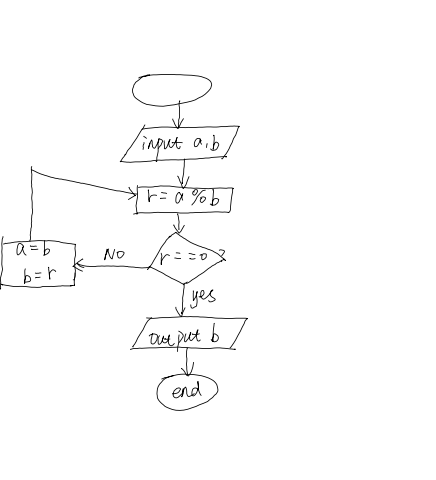 input a,b
r = a % b
r = = 0 ?
NO
a = b
b = r
yes
output b
end